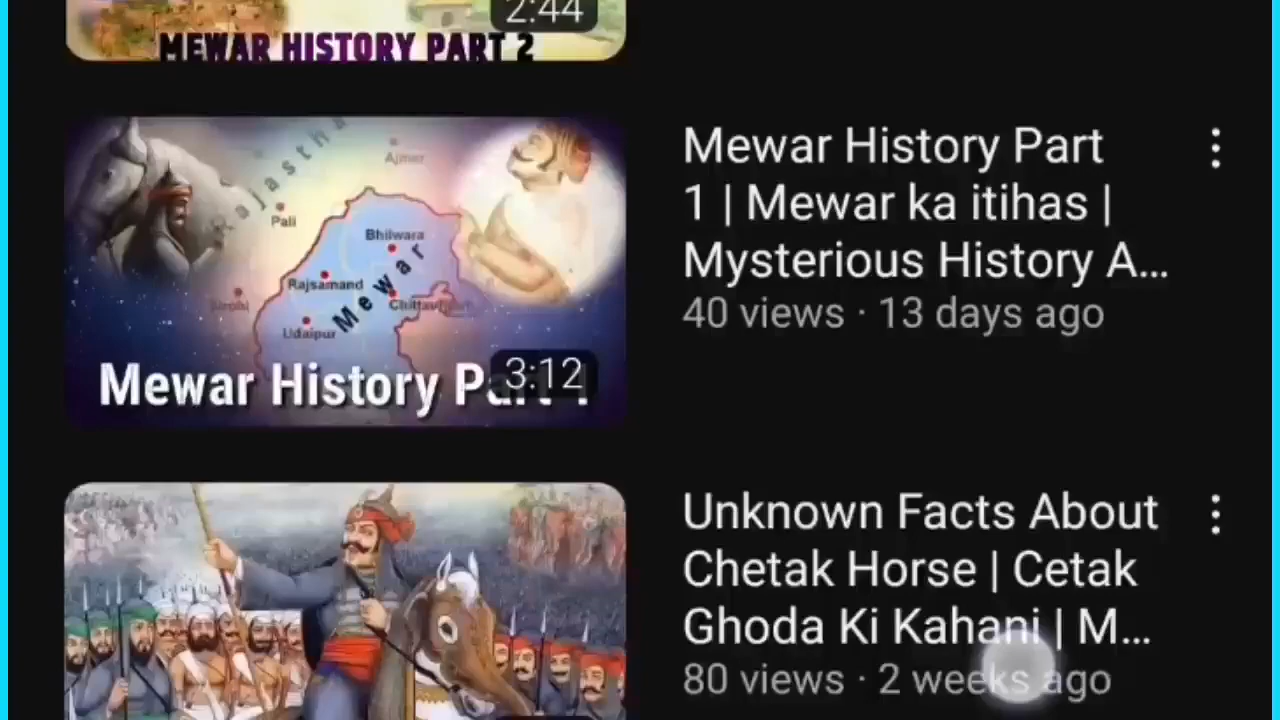 2:44
MEWAR HISTORY PART 2
Rajastha
Ajmer
Pali
Bhilwara
Rajsamand
Mewar
Sirohi
Udaipur
3:12
Mewar History
Mewar History Part
1 | Mewar ka itihas |
Mysterious History A...
40 views · 13 days ago
Unknown Facts About
Chetak Horse | Cetak
Ghoda Ki Kahani | M...
80 views · 2 weeks ago